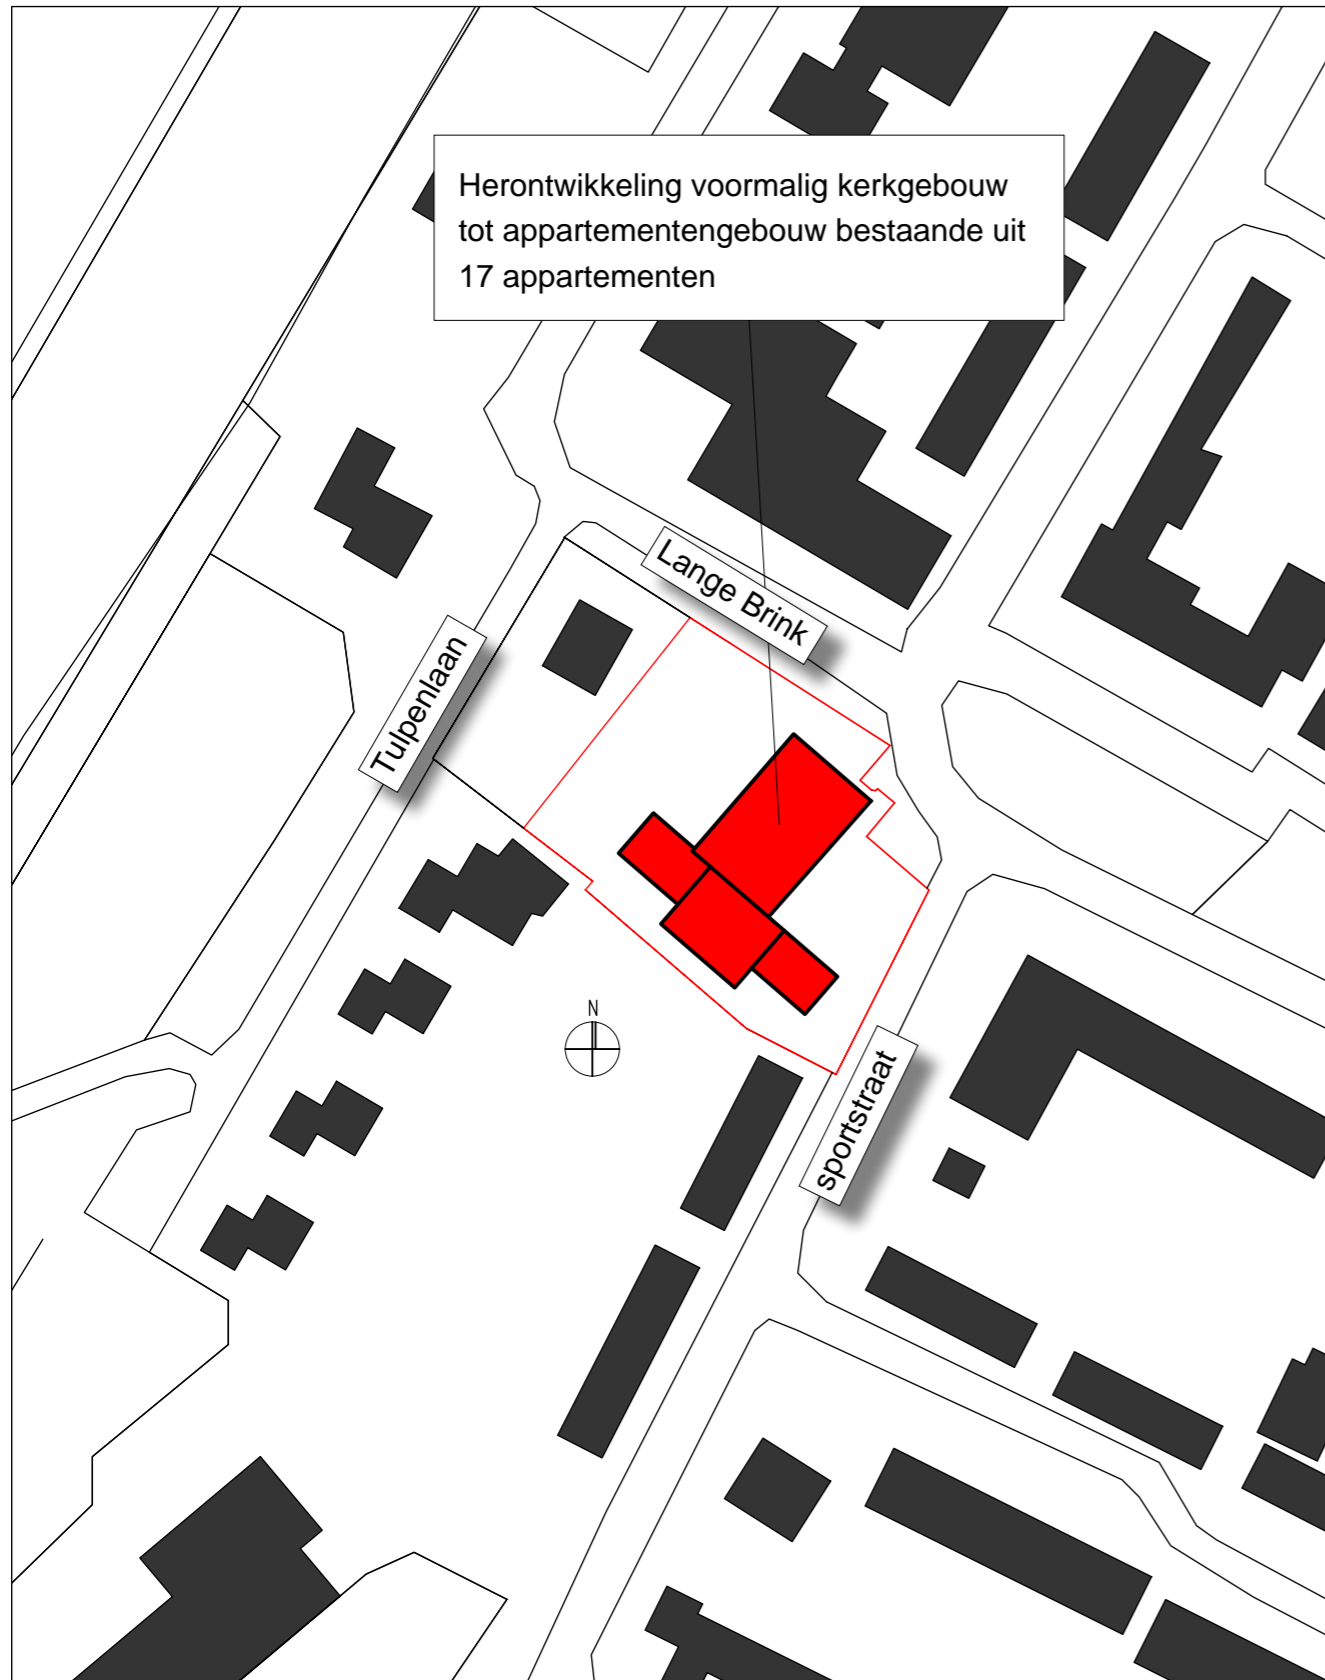 Herontwikkeling voormalig kerkgebouw
tot appartementengebouw bestaande uit
17 appartementen
Lange Brink
Tulpenlaan
N
sportstraat